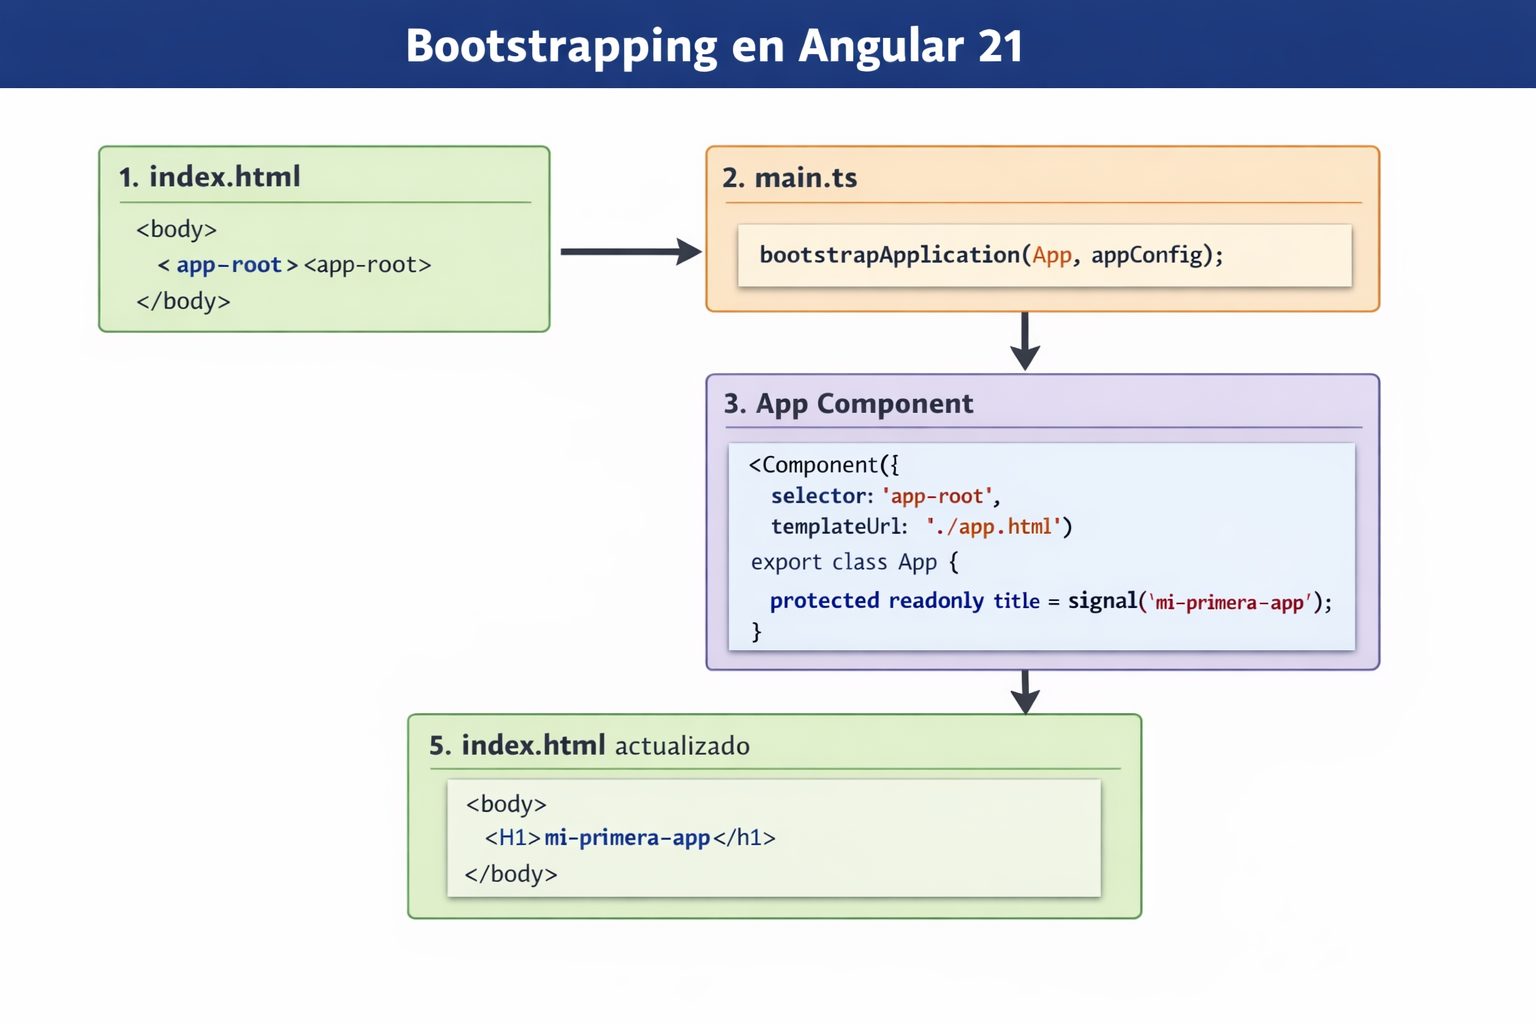 Bootstrapping en Angular 21
1. index.html
<body>
< app-root > <app-root>
</body>
2. main.ts
bootstrapApplication(App, appConfig);
3. App Component
<Component({
selector: 'app-root',
templateUrl: './app.html')
export class App {
protected readonly title = signal('mi-primera-app');
}
5. index.html actualizado
<body>
<H1>mi-primera-app</h1>
</body>